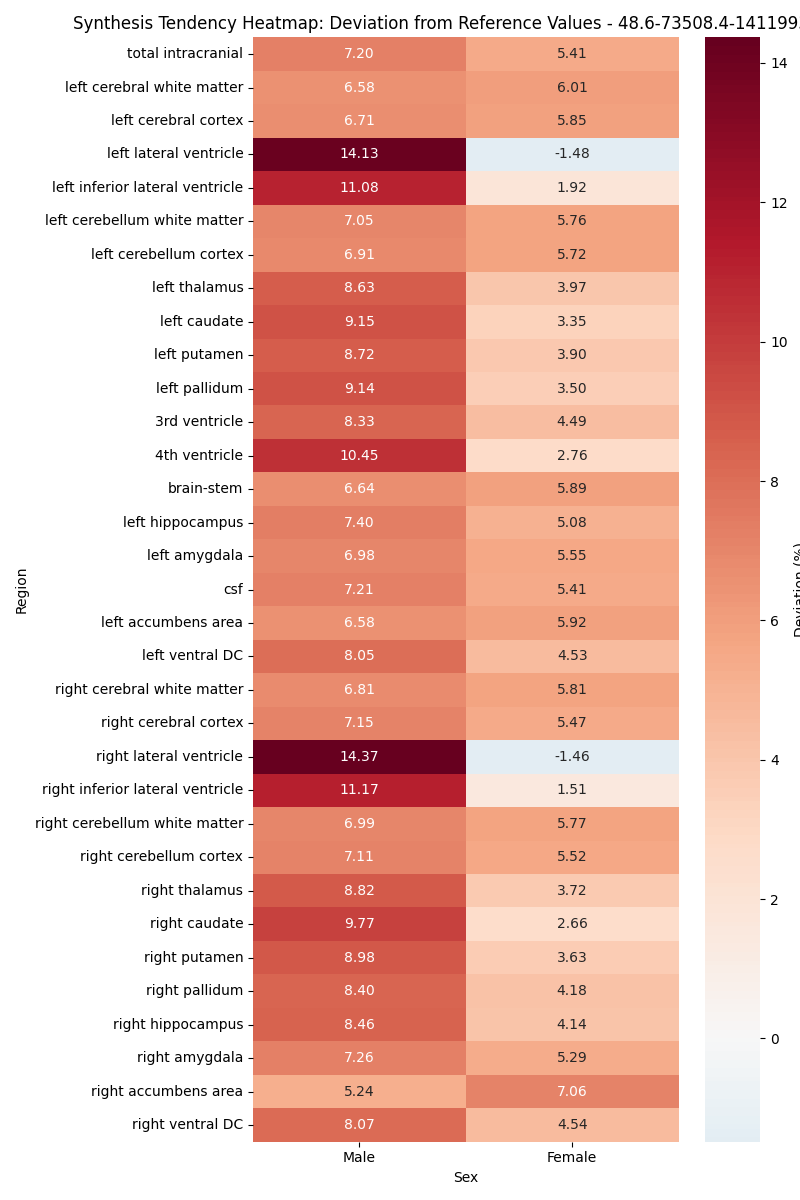 Synthesis Tendency Heatmap: Deviation from Reference Values - 48.6-73508.4-141199
total intracranial 7.20 5.41
left cerebral white matter 6.58 6.01
left cerebral cortex 6.71 5.85
left lateral ventricle 14.13 -1.48
left inferior lateral ventricle 11.08 1.92
left cerebellum white matter 7.05 5.76
left cerebellum cortex 6.91 5.72
left thalamus 8.63 3.97
left caudate 9.15 3.35
left putamen 8.72 3.90
left pallidum 9.14 3.50
3rd ventricle 8.33 4.49
4th ventricle 10.45 2.76
brain-stem 6.64 5.89
left hippocampus 7.40 5.08
left amygdala 6.98 5.55
csf 7.21 5.41
left accumbens area 6.58 5.92
left ventral DC 8.05 4.53
right cerebral white matter 6.81 5.81
right cerebral cortex 7.15 5.47
right lateral ventricle 14.37 -1.46
right inferior lateral ventricle 11.17 1.51
right cerebellum white matter 6.99 5.77
right cerebellum cortex 7.11 5.52
right thalamus 8.82 3.72
right caudate 9.77 2.66
right putamen 8.98 3.63
right pallidum 8.40 4.18
right hippocampus 8.46 4.14
right amygdala 7.26 5.29
right accumbens area 5.24 7.06
right ventral DC 8.07 4.54
Male Female
Sex
Region
14
12
10
8
6
4
2
0
Deviation (%)